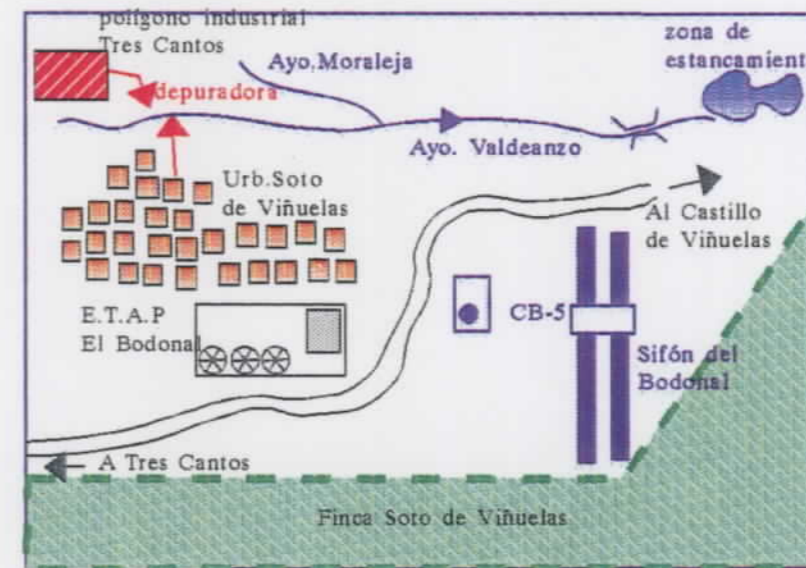 polígono industrial
Tres Cantos
zona de
estancamient
Ayo,Moraleja
depuradora
Ayo. Valdeanzo
Urb.Soto
de Viñuelas
Al Castillo
de Viñuelas
E.T.A.P
El Bodonal
CB-5
Sifón del
Bodonal
A Tres Cantos
Finca Soto de Viñuelas